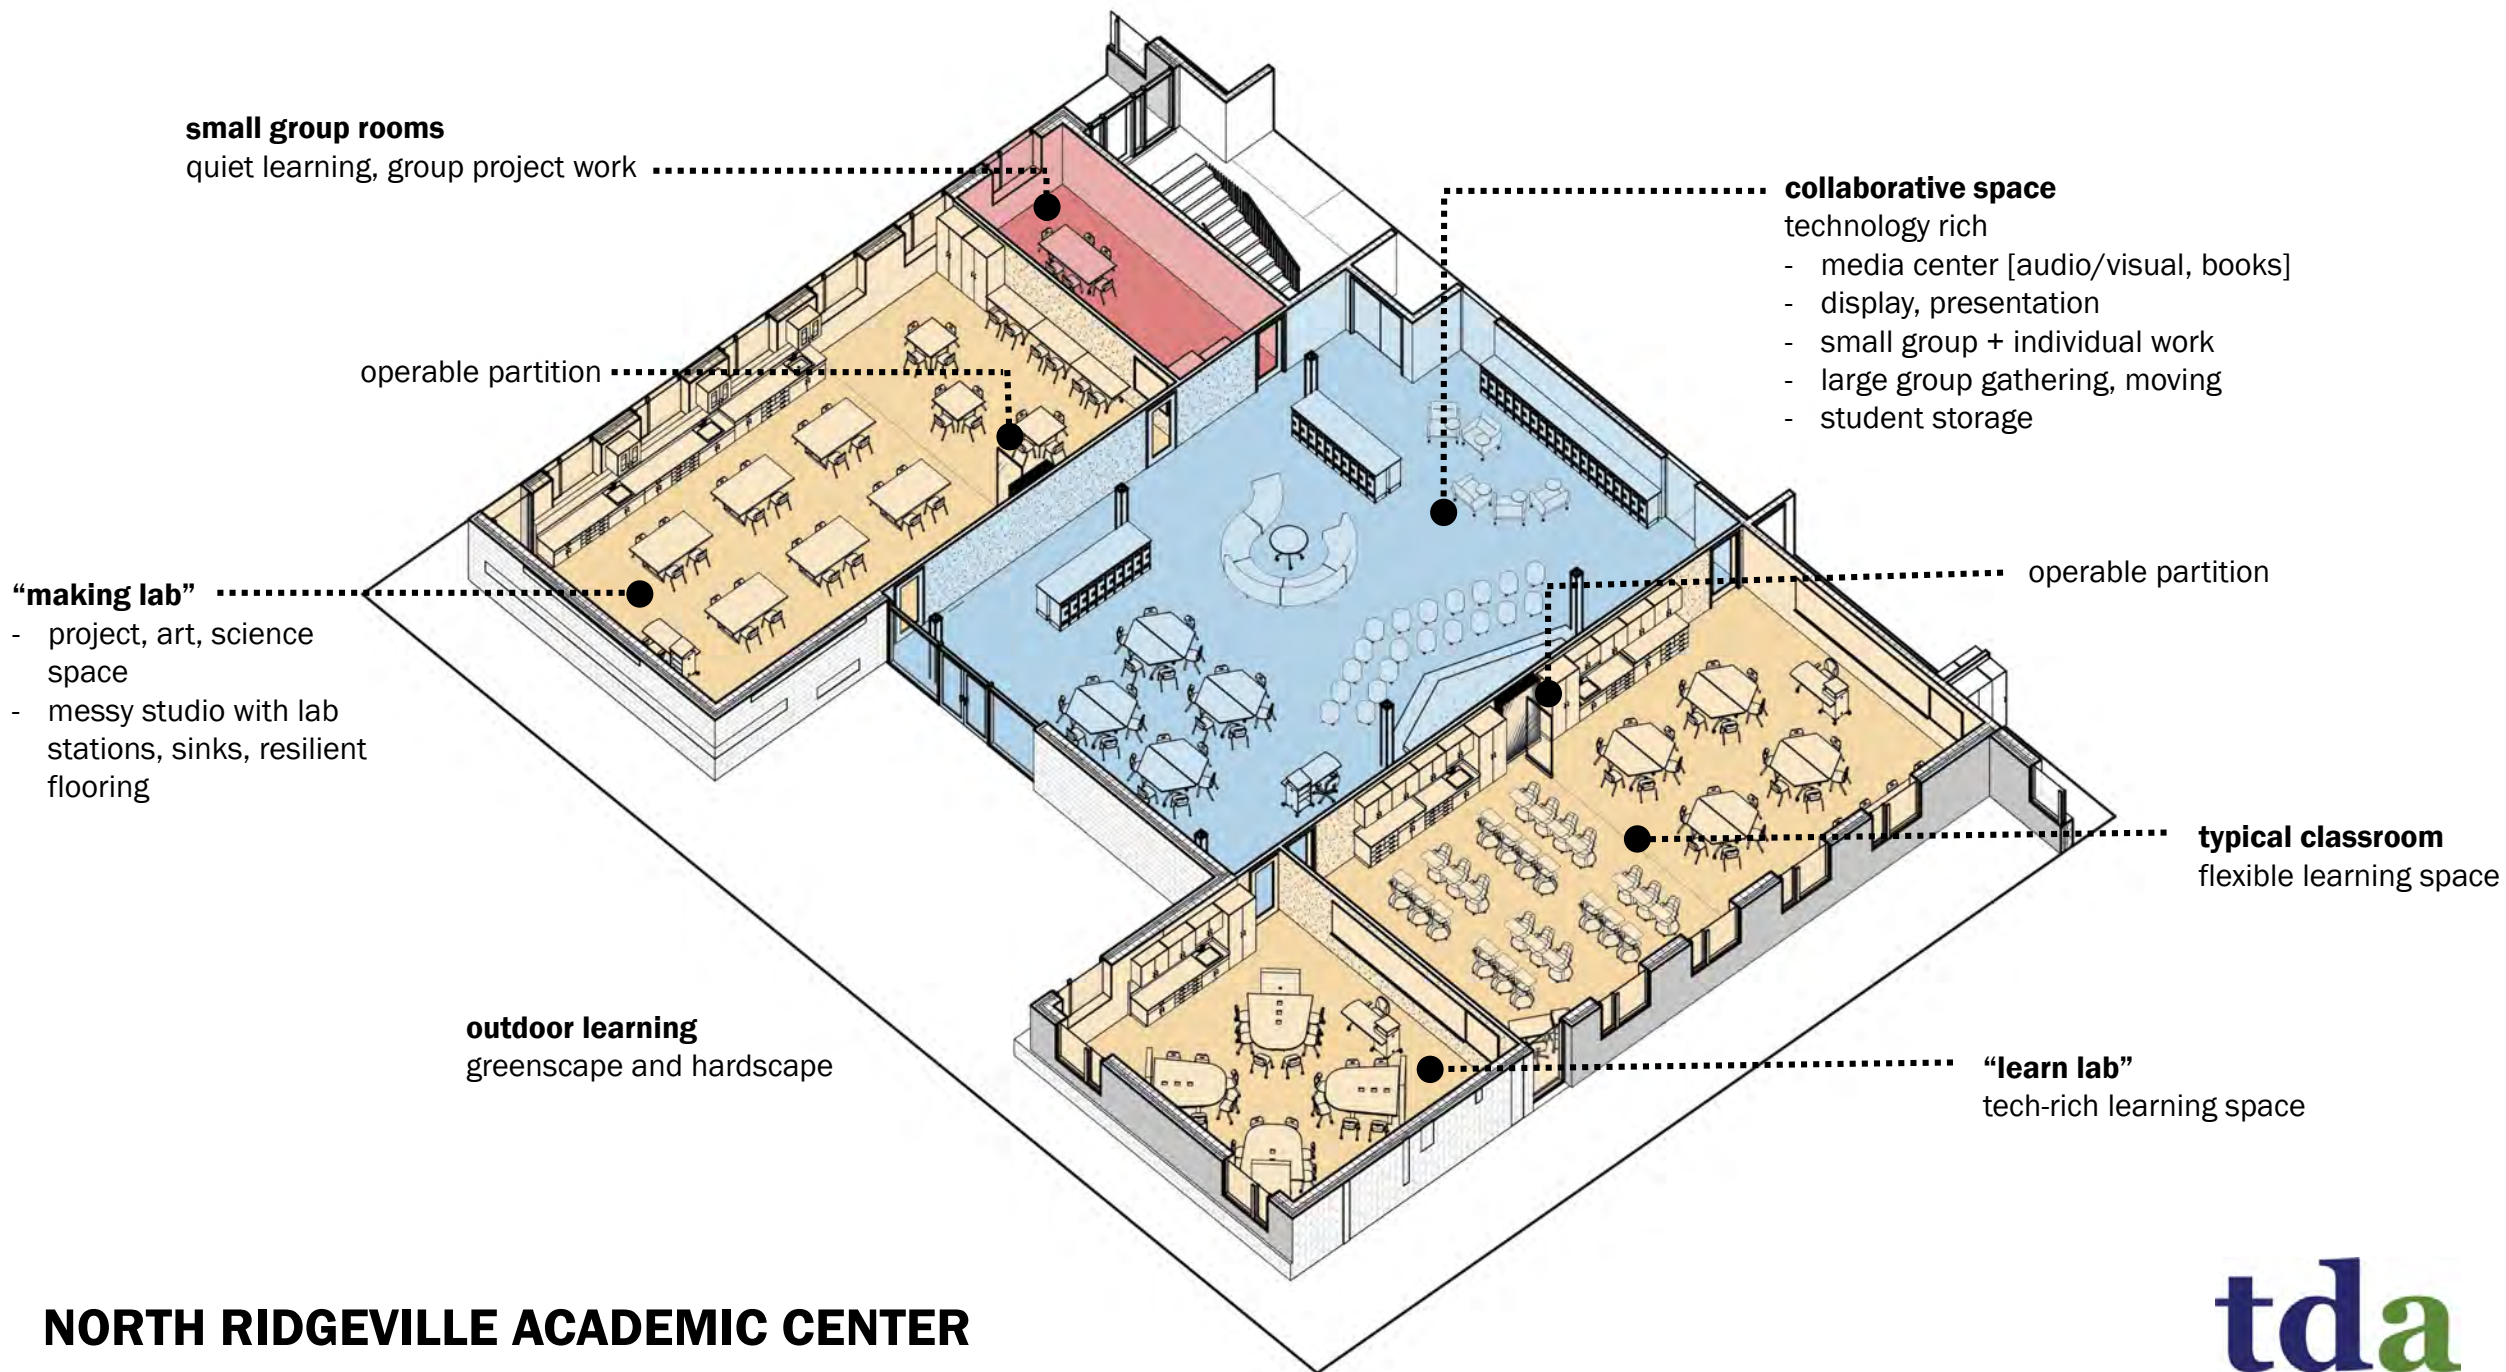 small group rooms
quiet learning, group project work
collaborative space
technology rich
- media center [audio/visual, books]
- display, presentation
- small group + individual work
- large group gathering, moving
- student storage
operable partition
operable partition
“making lab”
- project, art, science
space
- messy studio with lab
stations, sinks, resilient
flooring
typical classroom
flexible learning space
outdoor learning
greenscape and hardscape
“learn lab”
tech-rich learning space
NORTH RIDGEVILLE ACADEMIC CENTER
tda